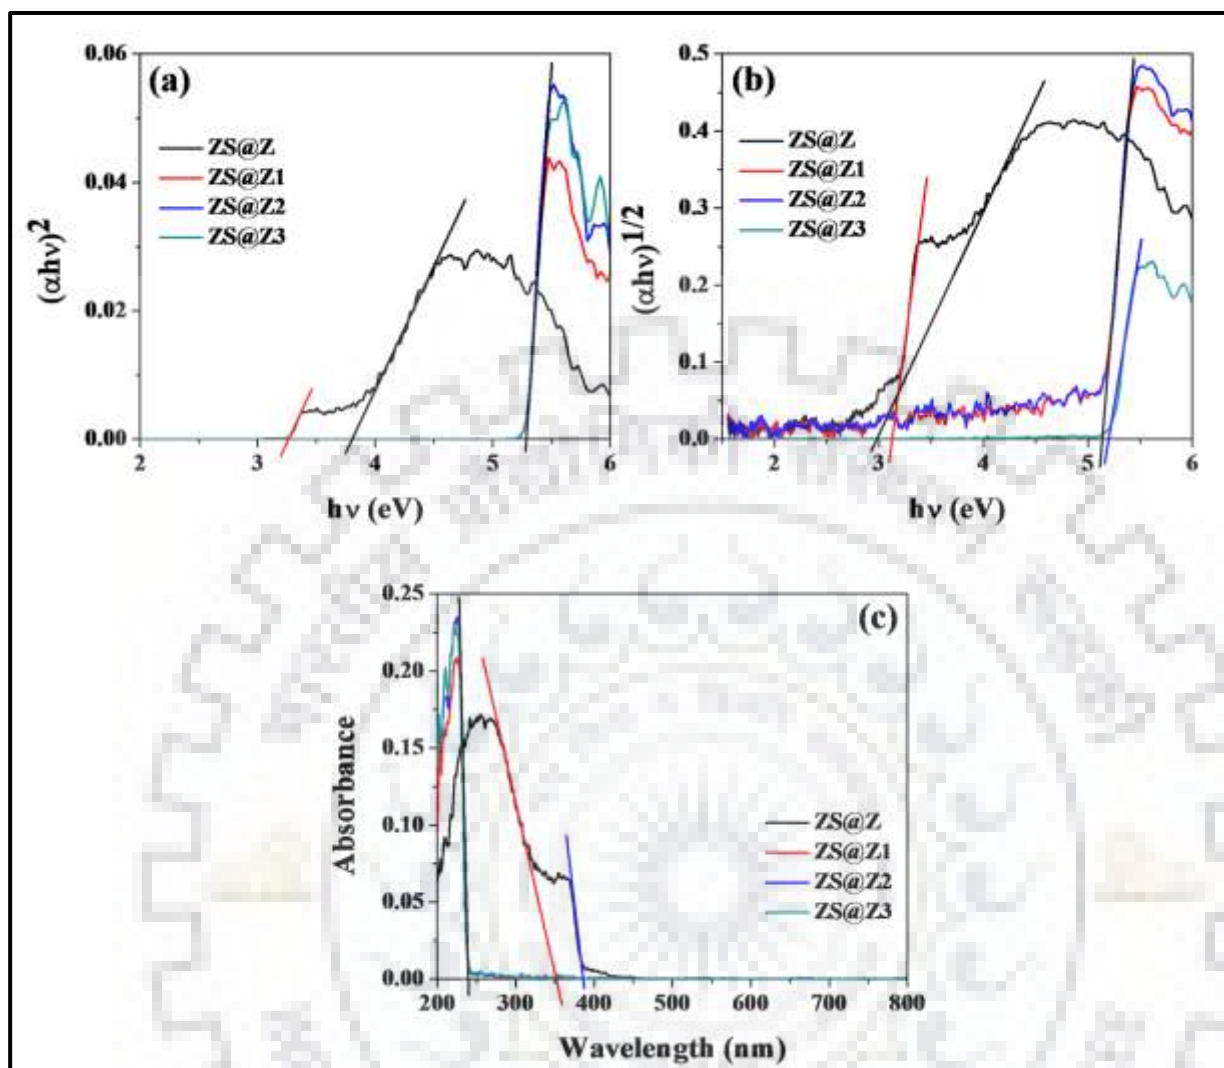 (a)
ZS@Z
ZS@Z1
ZS@Z2
ZS@Z3
(αhν)2
0.06
0.04
0.02
0.00
2 3 4 5 6
hν (eV)
(b)
ZS@Z
ZS@Z1
ZS@Z2
ZS@Z3
(αhν)1/2
0.5
0.4
0.3
0.2
0.1
0.0
2 3 4 5 6
hν (eV)
(c)
ZS@Z
ZS@Z1
ZS@Z2
ZS@Z3
Absorbance
0.25
0.20
0.15
0.10
0.05
0.00
200 300 400 500 600 700 800
Wavelength (nm)